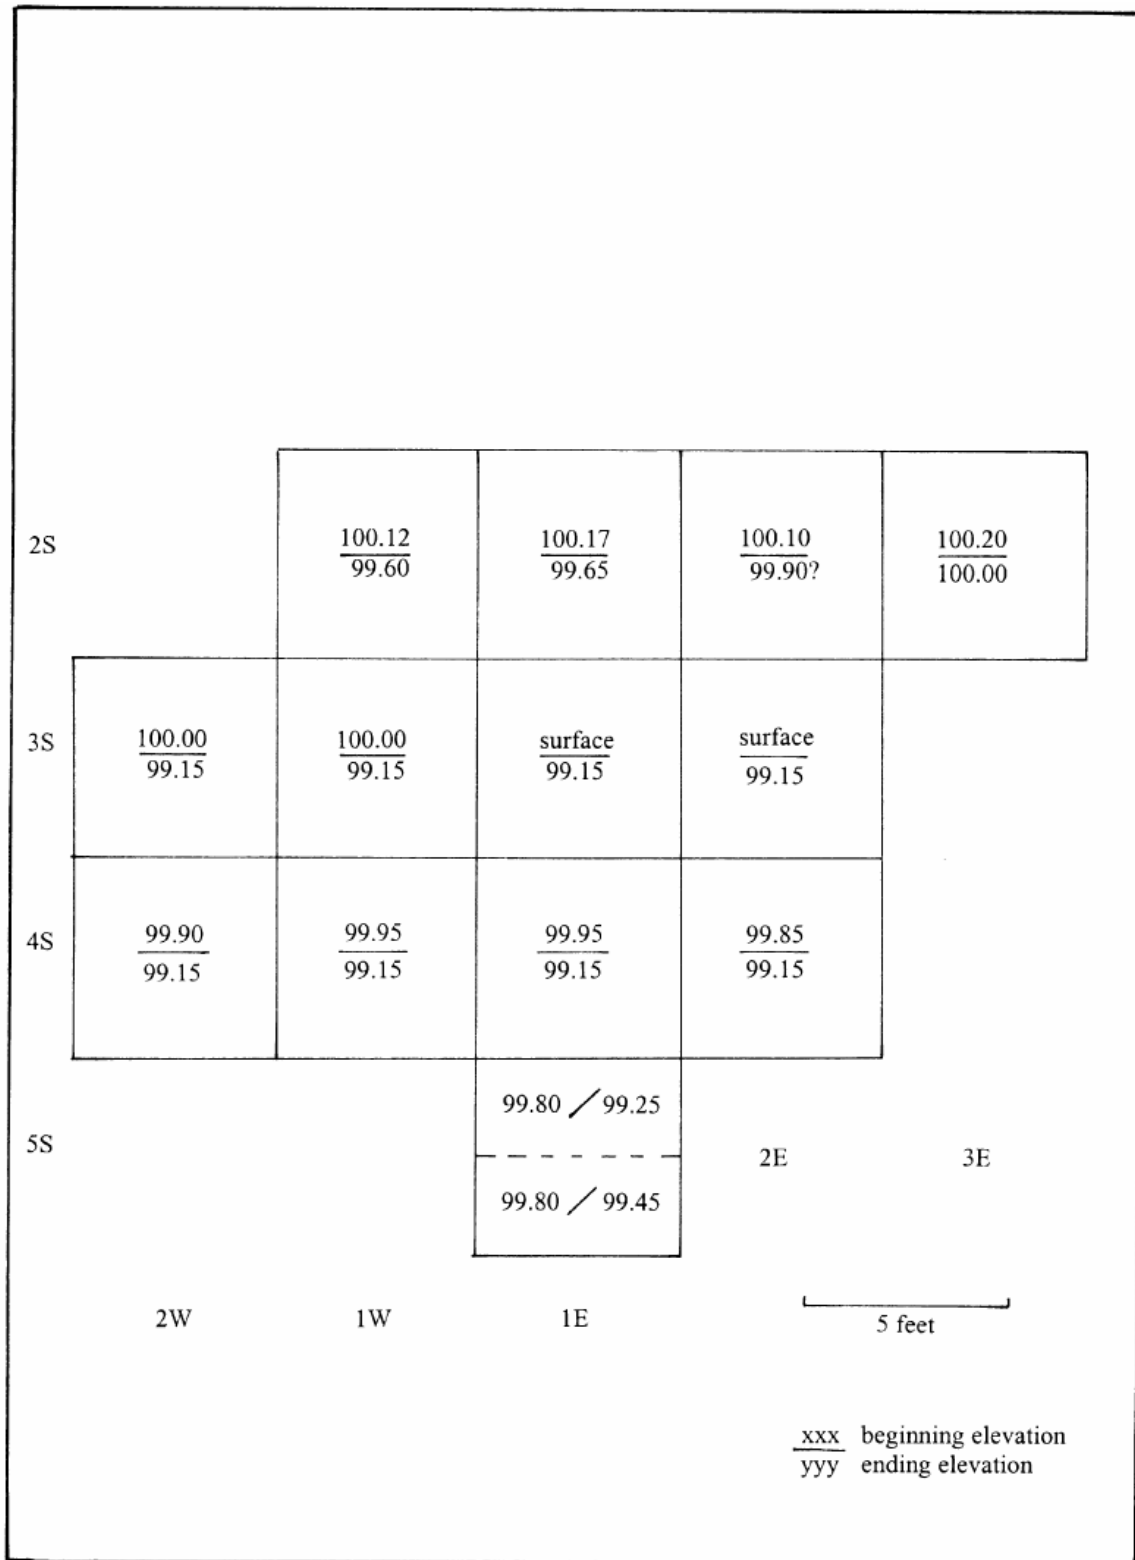 2S
100.12
99.60
100.17
99.65
100.10
99.90?
100.20
100.00
3S
100.00
99.15
100.00
99.15
surface
99.15
surface
99.15
4S
99.90
99.15
99.95
99.15
99.95
99.15
99.85
99.15
5S
99.80 / 99.25
99.80 / 99.45
2E
3E
2W
1W
1E
5 feet
xxx beginning elevation
yyy ending elevation